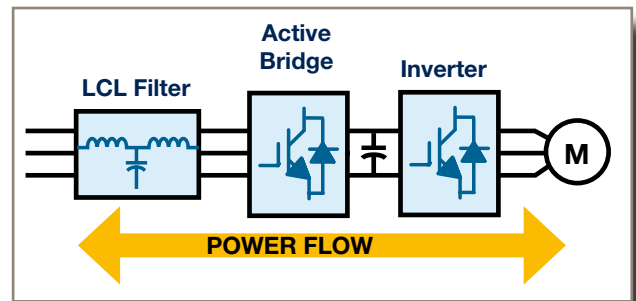 Active
Bridge
Inverter
LCL Filter
M
POWER FLOW